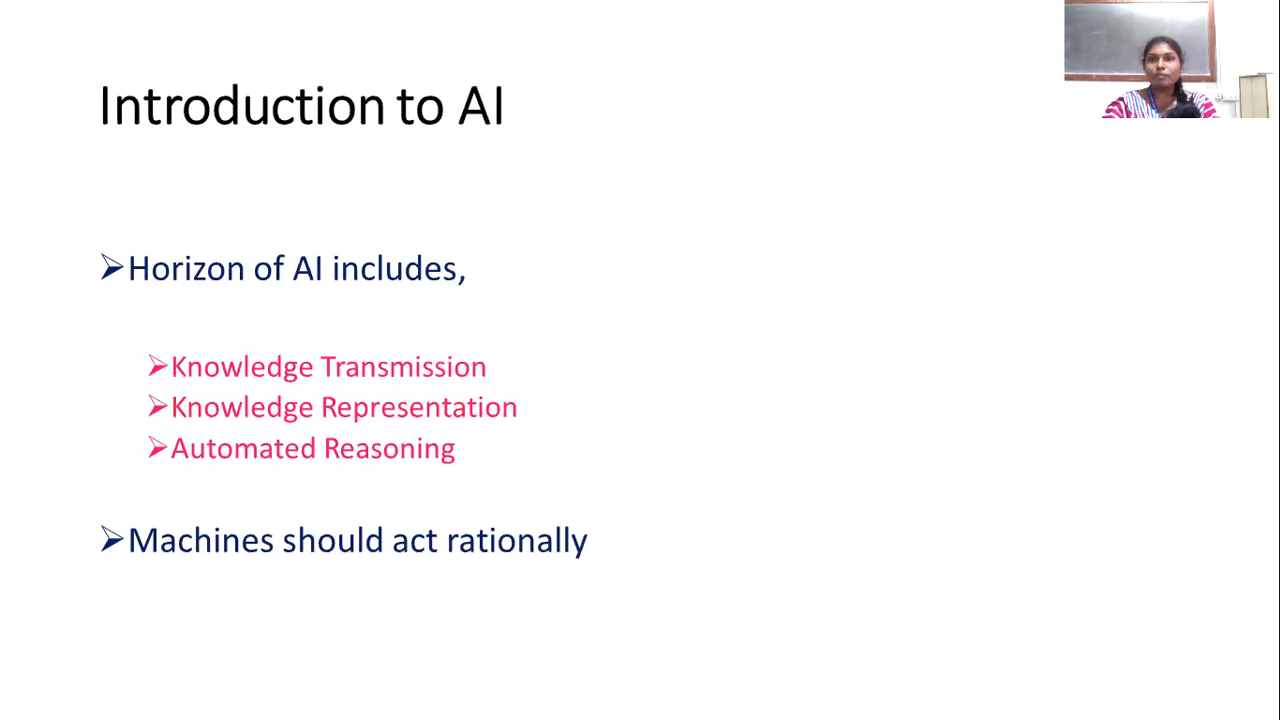 Introduction to AI
Horizon of AI includes,
Knowledge Transmission
Knowledge Representation
Automated Reasoning
Machines should act rationally